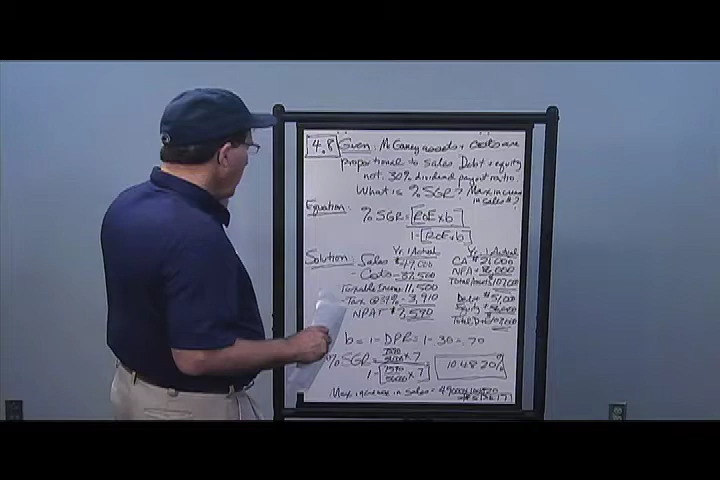 4.8 Given: McGaney assets + costs are
proportional to sales. Debt + equity
not. 30% dividend payout ratio.
What is % SGR? Max increase
in sales $?
Equation: % SGR = [RoE x b]
1 - [RoE x b]
Solution: Yr. 1 Actual
Sales $49,000
- Costs - 37,500
Taxable Income 11,500
- Tax @ 34% - 3,910
NPAT $7,590
Yr. 1 Actual
CA $21,000
NFA + 86,000
Total Assets $107,000
Debt $51,000
Equity + 56,000
Total D+E $107,000
b = 1 - DPR = 1 - .30 = .70
% SGR = 7590/56000 x .7
1 - [7590/56000 x .7]
10.4820%
Max increase in sales = 49000 x .104820